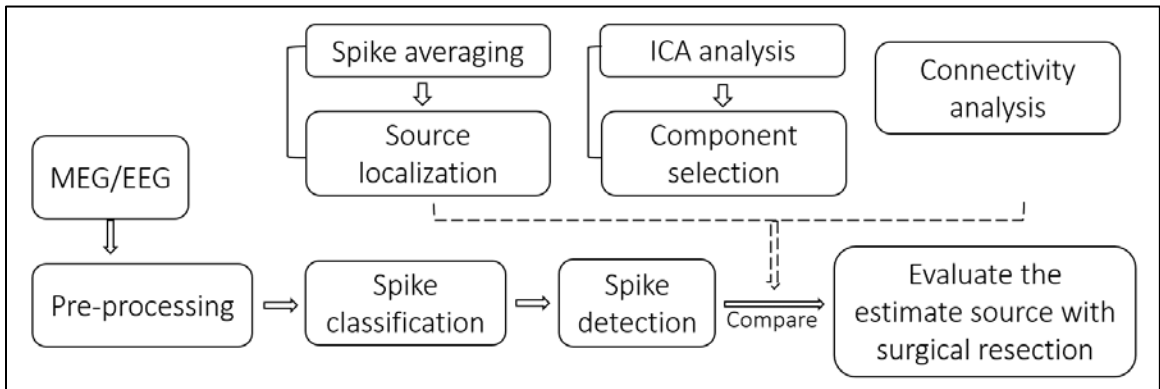 Spike averaging
ICA analysis
Connectivity
analysis
Source
localization
Component
selection
MEG/EEG
Pre-processing
Spike
classification
Spike
detection
Compare
Evaluate the
estimate source with
surgical resection